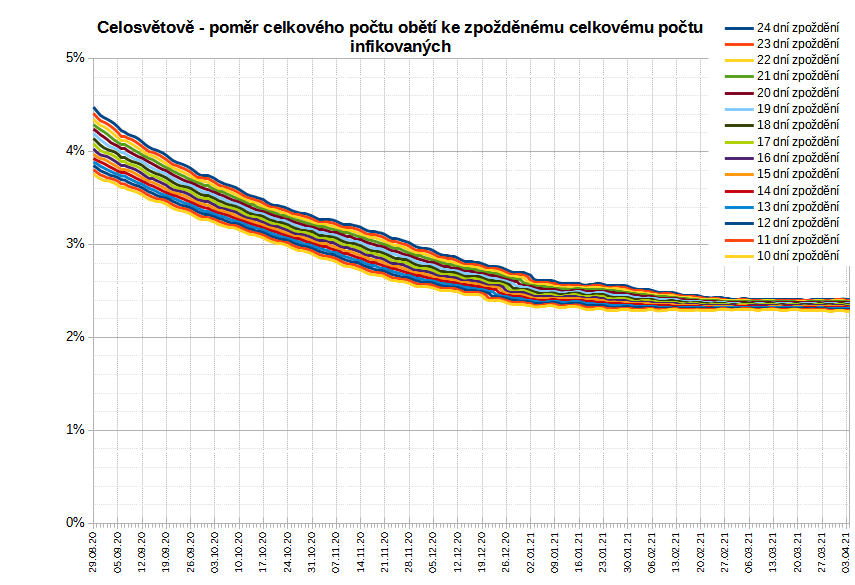 Celosvětově - poměr celkového počtu obětí ke zpožděnému celkovému počtu
infikovaných
24 dní zpoždění
23 dní zpoždění
22 dní zpoždění
21 dní zpoždění
20 dní zpoždění
19 dní zpoždění
18 dní zpoždění
17 dní zpoždění
16 dní zpoždění
15 dní zpoždění
14 dní zpoždění
13 dní zpoždění
12 dní zpoždění
11 dní zpoždění
10 dní zpoždění
5%
4%
3%
2%
1%
0%
29.08.20
05.09.20
12.09.20
19.09.20
26.09.20
03.10.20
10.10.20
17.10.20
24.10.20
31.10.20
07.11.20
14.11.20
21.11.20
28.11.20
05.12.20
12.12.20
19.12.20
26.12.20
02.01.21
09.01.21
16.01.21
23.01.21
30.01.21
06.02.21
13.02.21
20.02.21
27.02.21
06.03.21
13.03.21
20.03.21
27.03.21
03.04.21